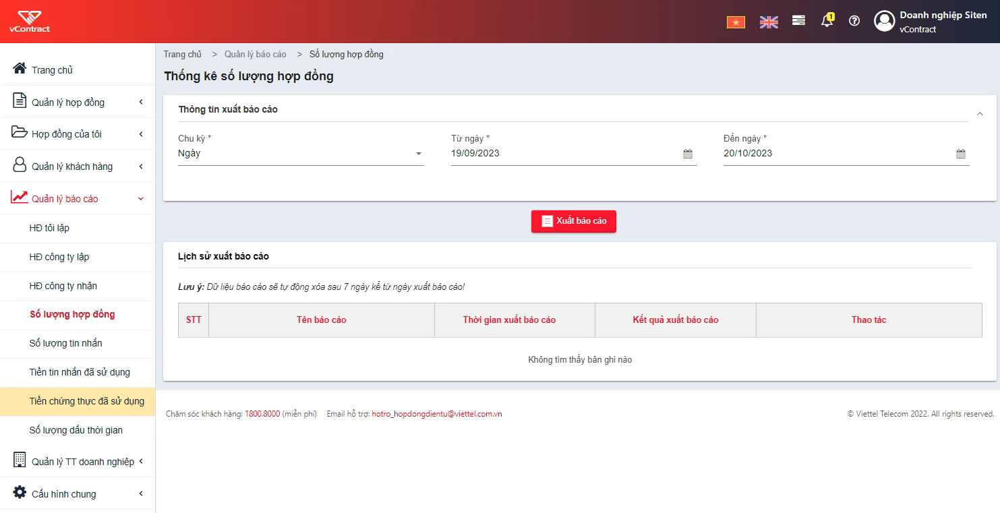 vContract
1
Doanh nghiệp Siten
vContract
Trang chủ
Quản lý hợp đồng
Hợp đồng của tôi
Quản lý khách hàng
Quản lý báo cáo
HĐ tôi lập
HĐ công ty lập
HĐ công ty nhận
Số lượng hợp đồng
Số lượng tin nhắn
Tiền tin nhắn đã sử dụng
Tiền chứng thực đã sử dụng
Số lượng dấu thời gian
Quản lý TT doanh nghiệp
Cấu hình chung
Trang chủ > Quản lý báo cáo > Số lượng hợp đồng
Thống kê số lượng hợp đồng
Thông tin xuất báo cáo
Chu kỳ * Từ ngày * Đến ngày *
Ngày 19/09/2023 20/10/2023
Xuất báo cáo
Lịch sử xuất báo cáo
Lưu ý: Dữ liệu báo cáo sẽ tự động xóa sau 7 ngày kể từ ngày xuất báo cáo!
STT Tên báo cáo Thời gian xuất báo cáo Kết quả xuất báo cáo Thao tác
Không tìm thấy bản ghi nào
Chăm sóc khách hàng: 1800.8000 (miễn phí) Email hỗ trợ: hotro_hopdongdientu@viettel.com.vn © Viettel Telecom 2022. All rights reserved.